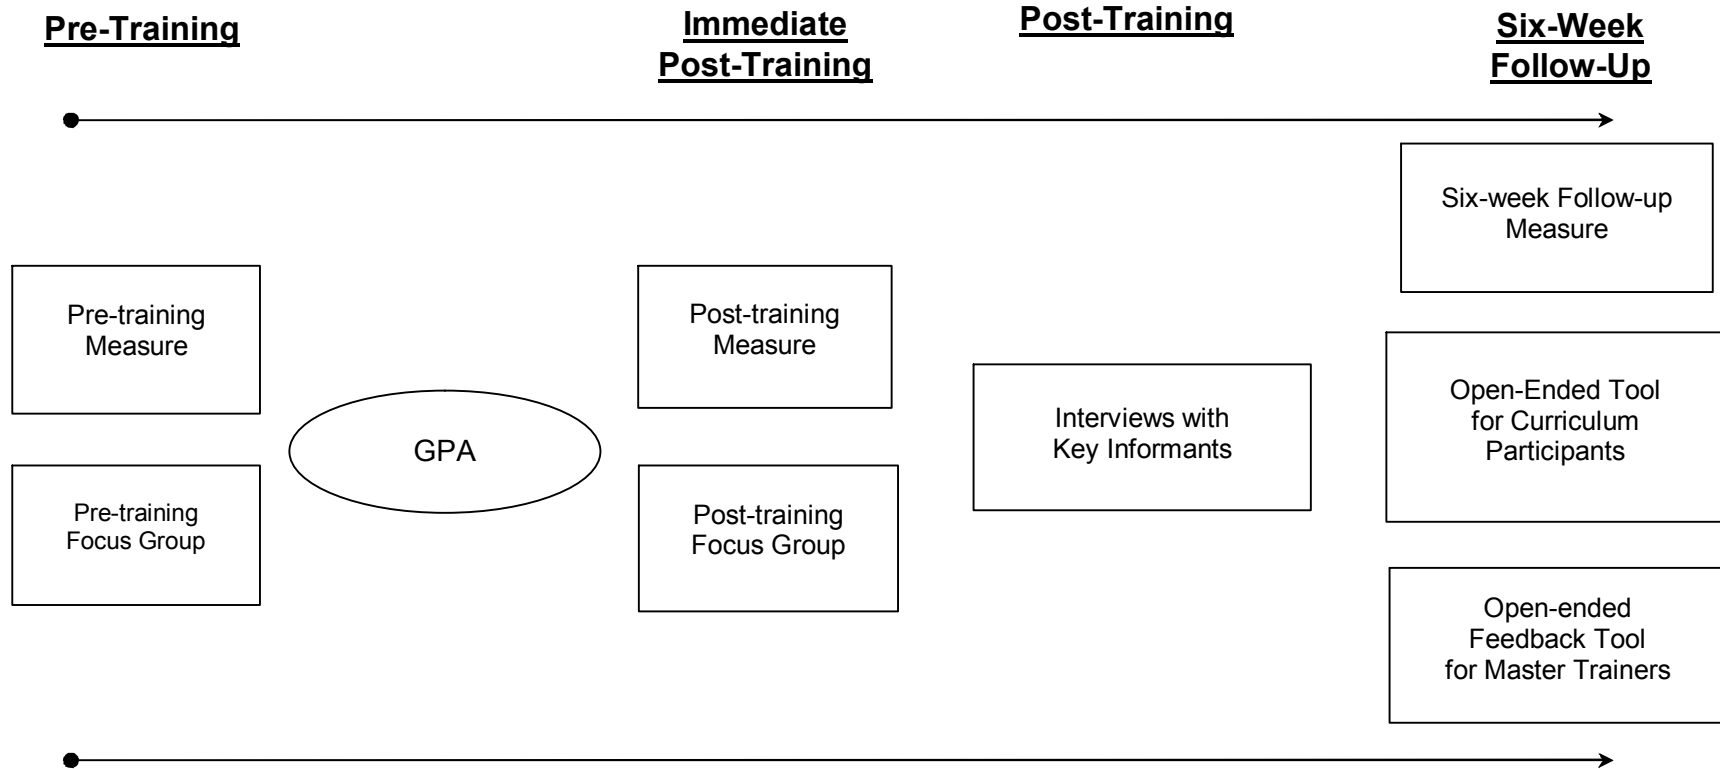 Pre-Training
Immediate
Post-Training
Post-Training
Six-Week
Follow-Up
Pre-training
Measure
Pre-training
Focus Group
GPA
Post-training
Measure
Post-training
Focus Group
Interviews with
Key Informants
Six-week Follow-up
Measure
Open-Ended Tool
for Curriculum
Participants
Open-ended
Feedback Tool
for Master Trainers